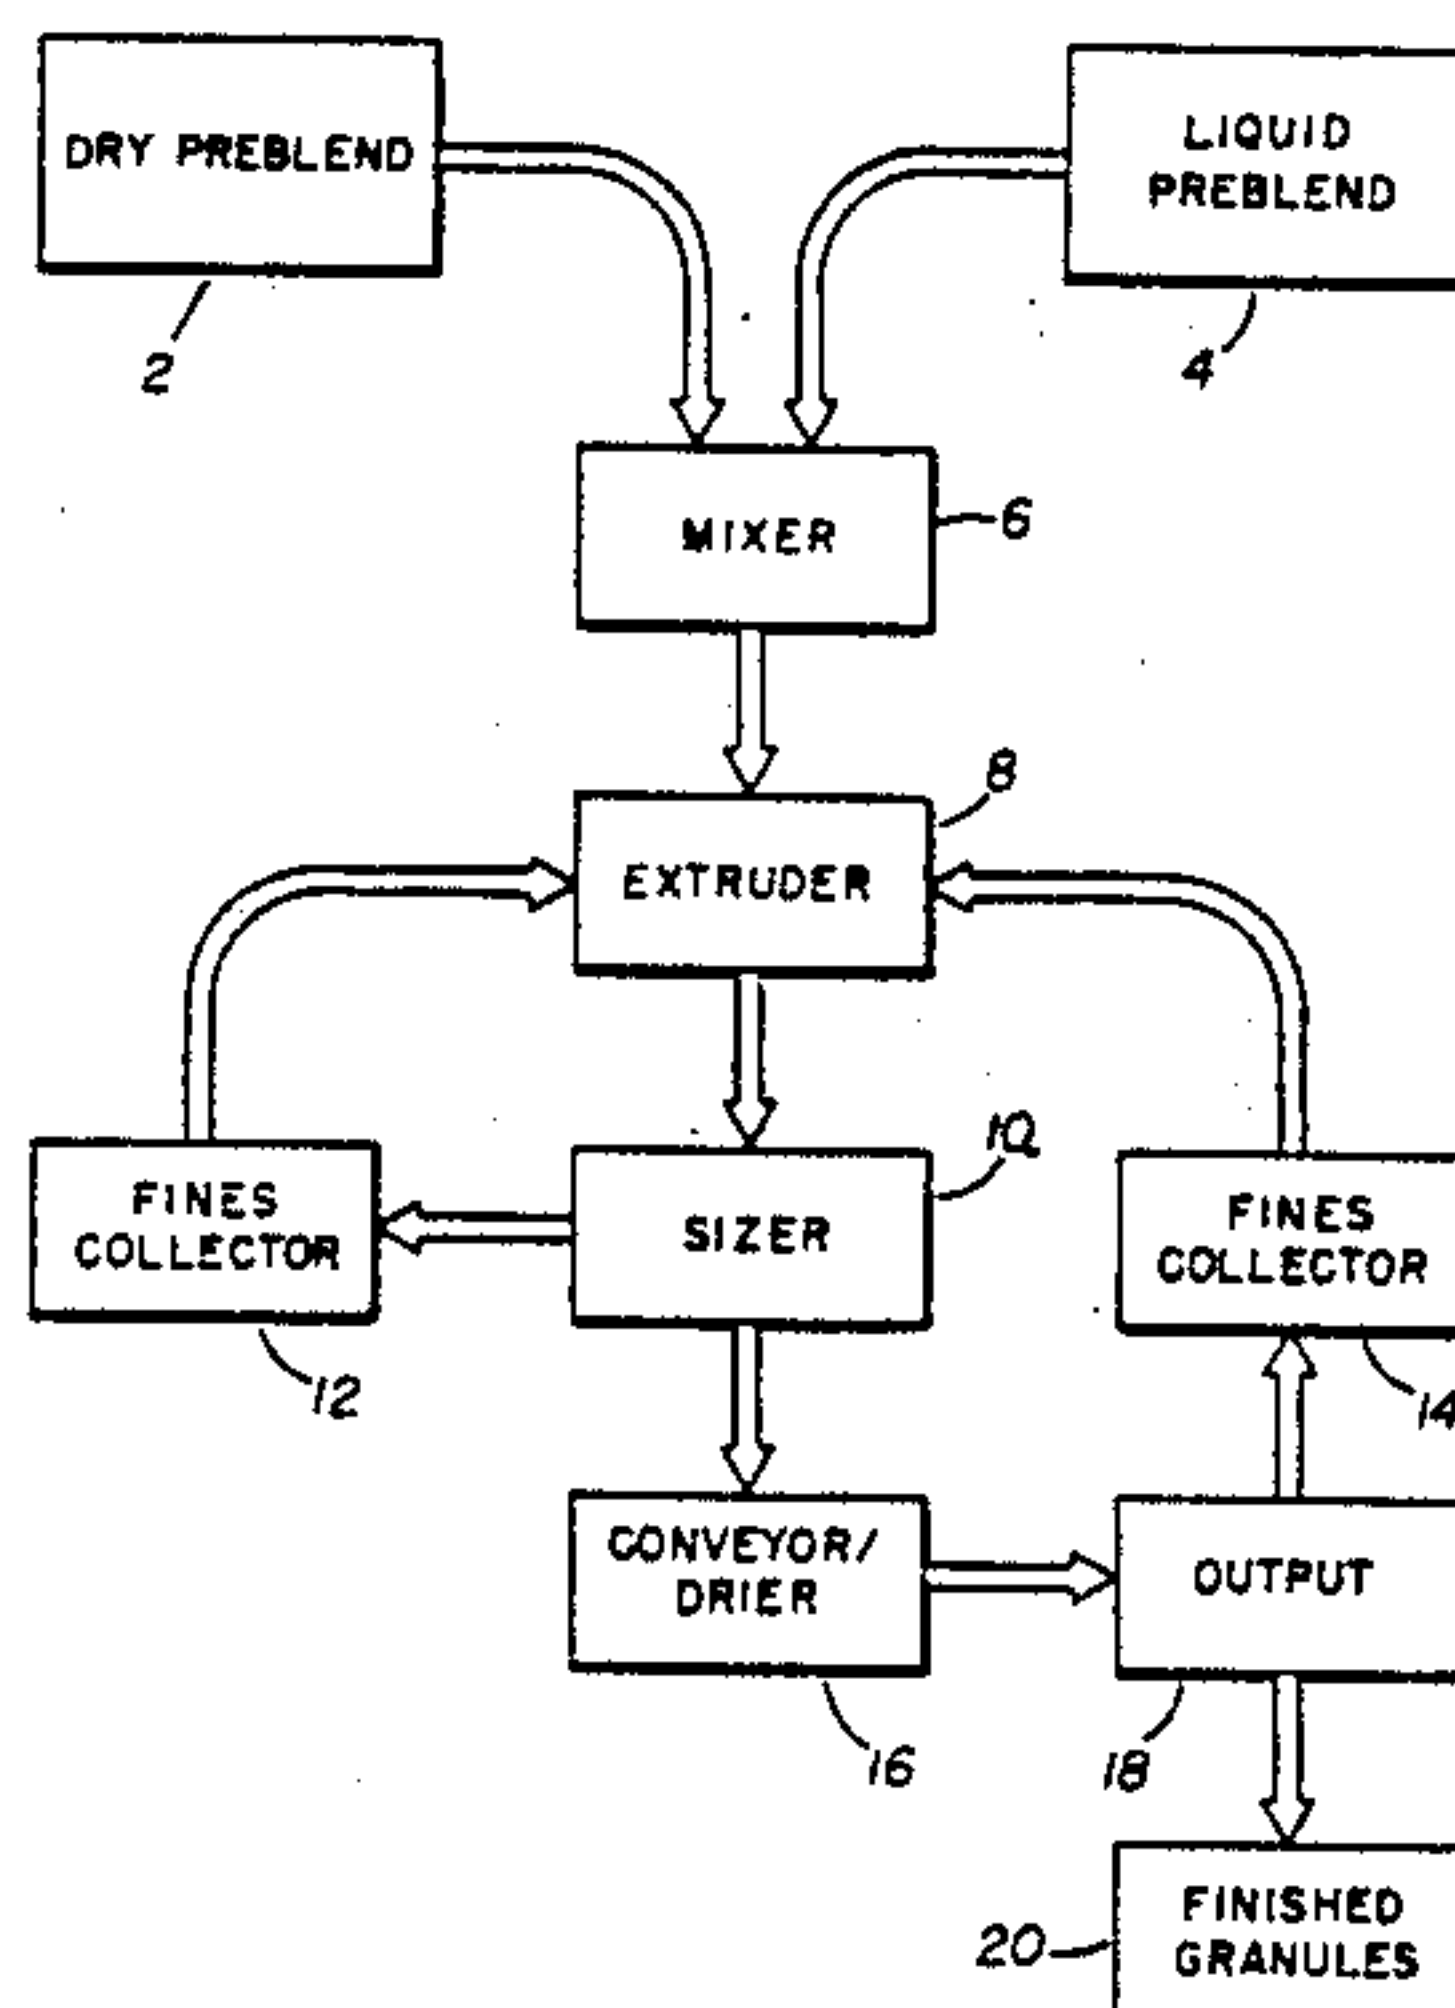 DRY PREBLEND
LIQUID
PREBLEND
2
4
MIXER
6
8
EXTRUDER
10
FINES
COLLECTOR
SIZER
FINES
COLLECTOR
12
14
CONVEYOR/
DRIER
OUTPUT
16
18
FINISHED
GRANULES
20